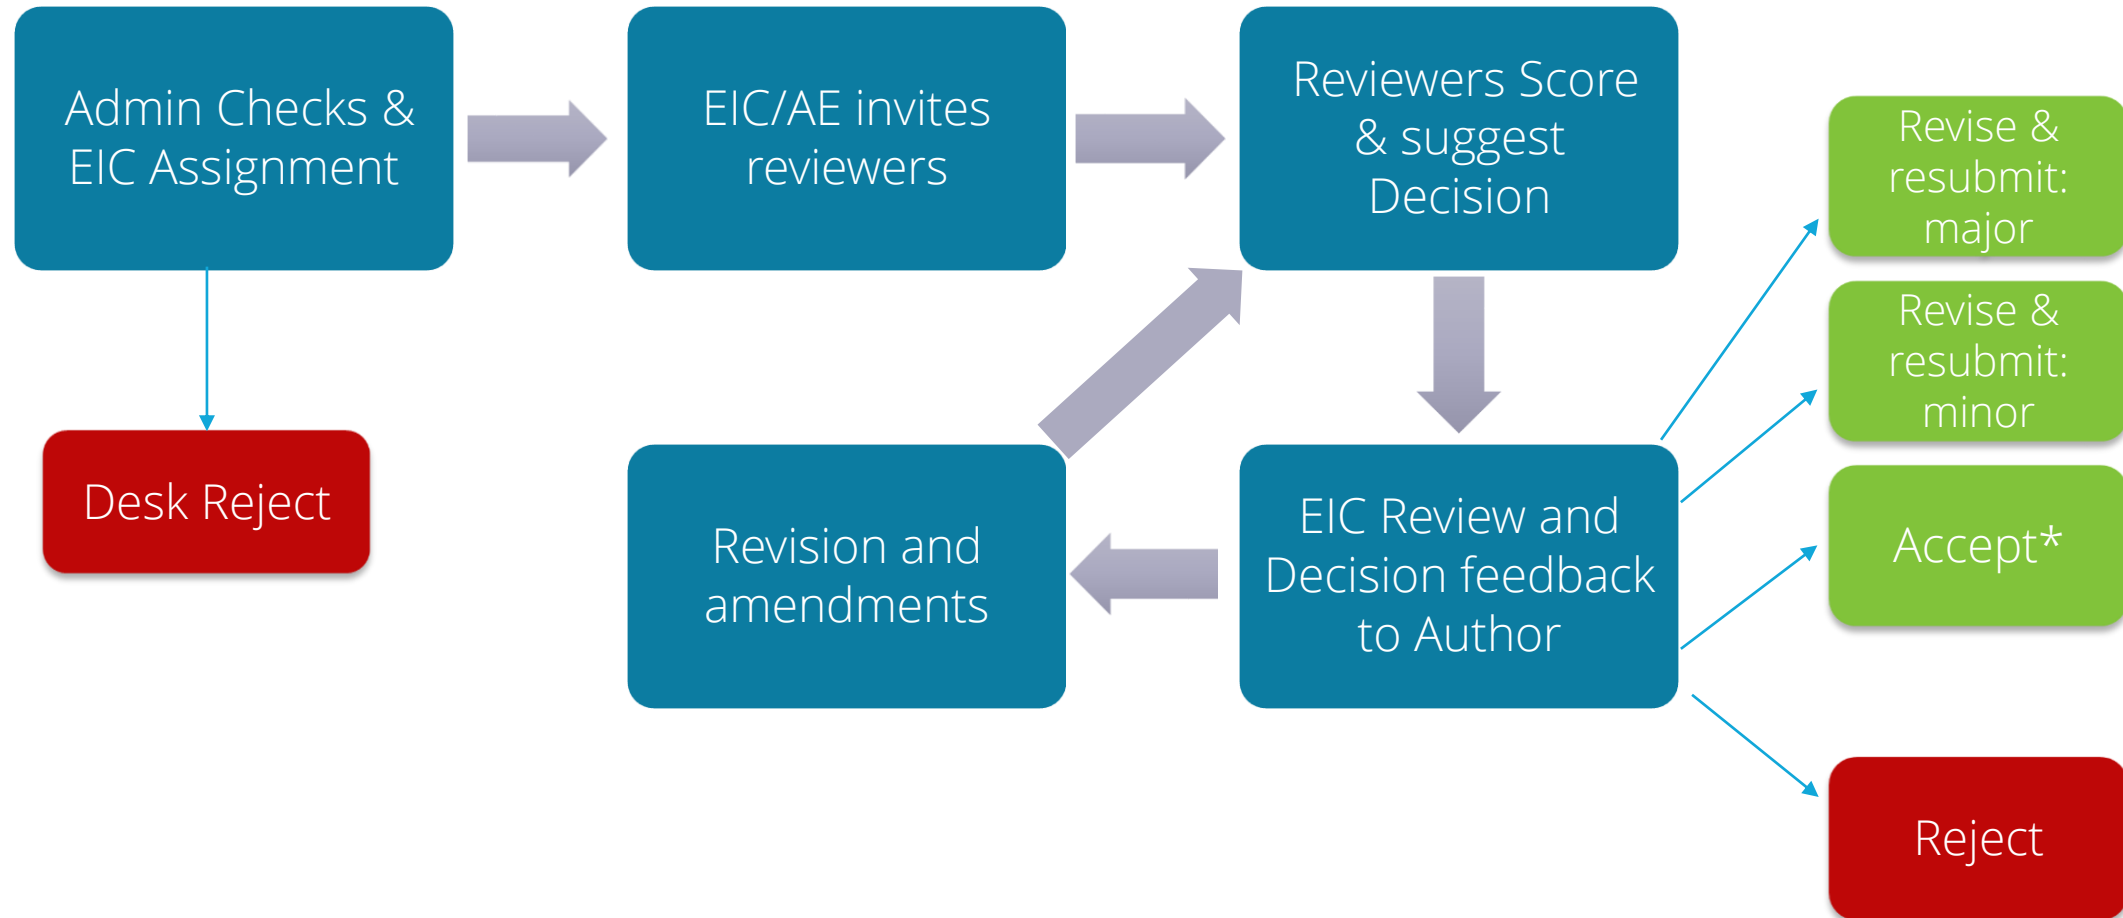 Admin Checks &
EIC Assignment
EIC/AE invites
reviewers
Reviewers Score
& suggest
Decision
Revise &
resubmit:
major
Revise &
resubmit:
minor
Accept*
Reject
EIC Review and
Decision feedback
to Author
Revision and
amendments
Desk Reject